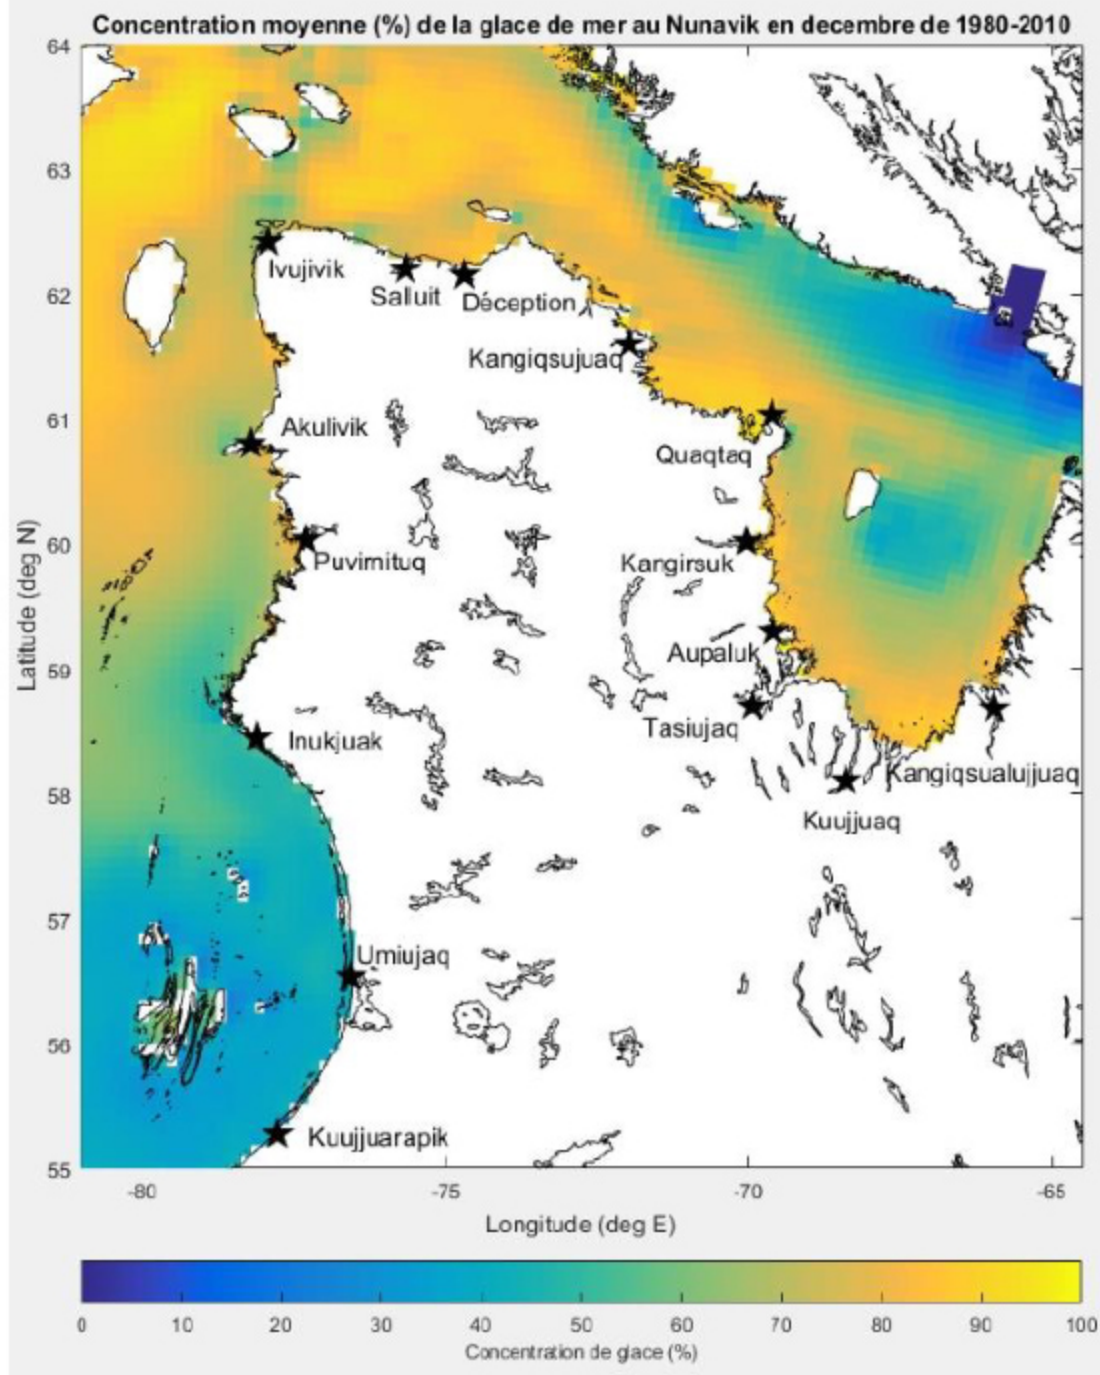 Concentration moyenne (%) de la glace de mer au Nunavik en decembre de 1980-2010
64
63
62
61
60
59
58
57
56
55
Latitude (deg N)
Ivujivik
Salluit
Déception
Kangiqsujuaq
Akulivik
Quaqtaq
Puvirnituq
Kangirsuk
Aupaluk
Tasiujaq
Inukjuak
Kangiqsualujjuaq
Kuujjuaq
Umiujaq
Kuujjuarapik
-80 -75 -70 -65
Longitude (deg E)
0 10 20 30 40 50 60 70 80 90 100
Concentration de glace (%)